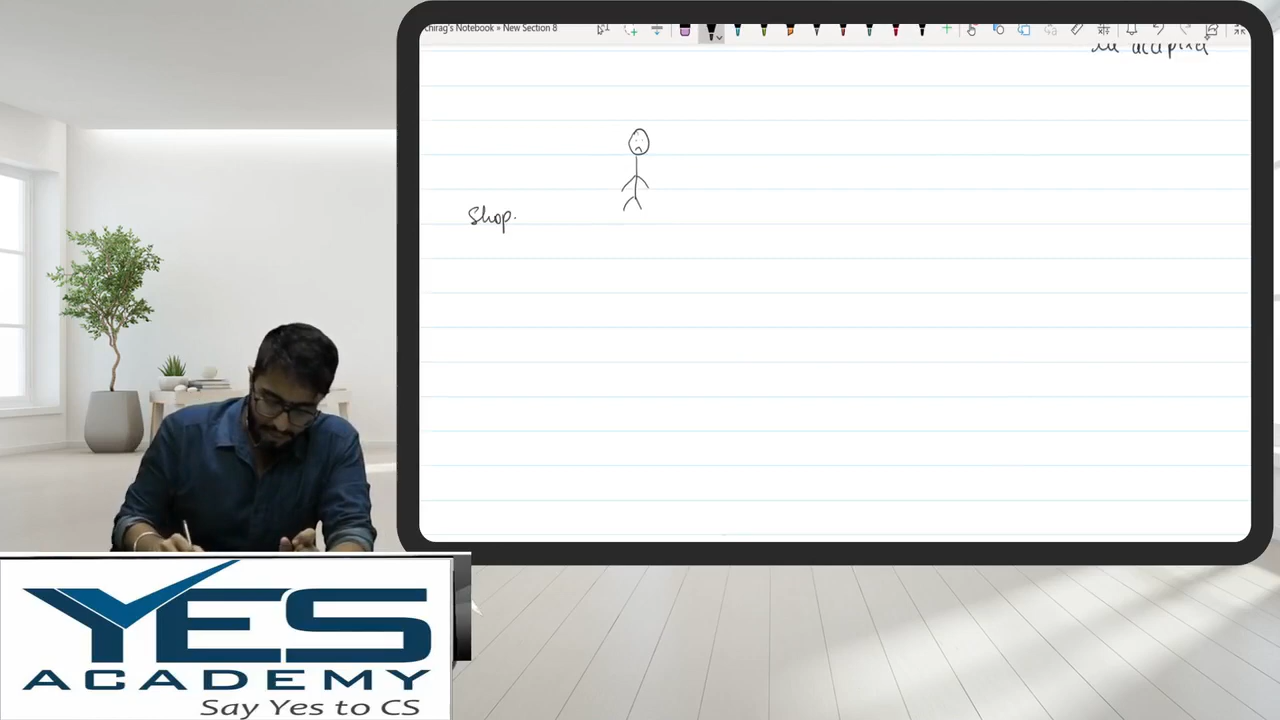 chirag's Notebook » New Section 8
Shop.
YES
ACADEMY
Say Yes to CS